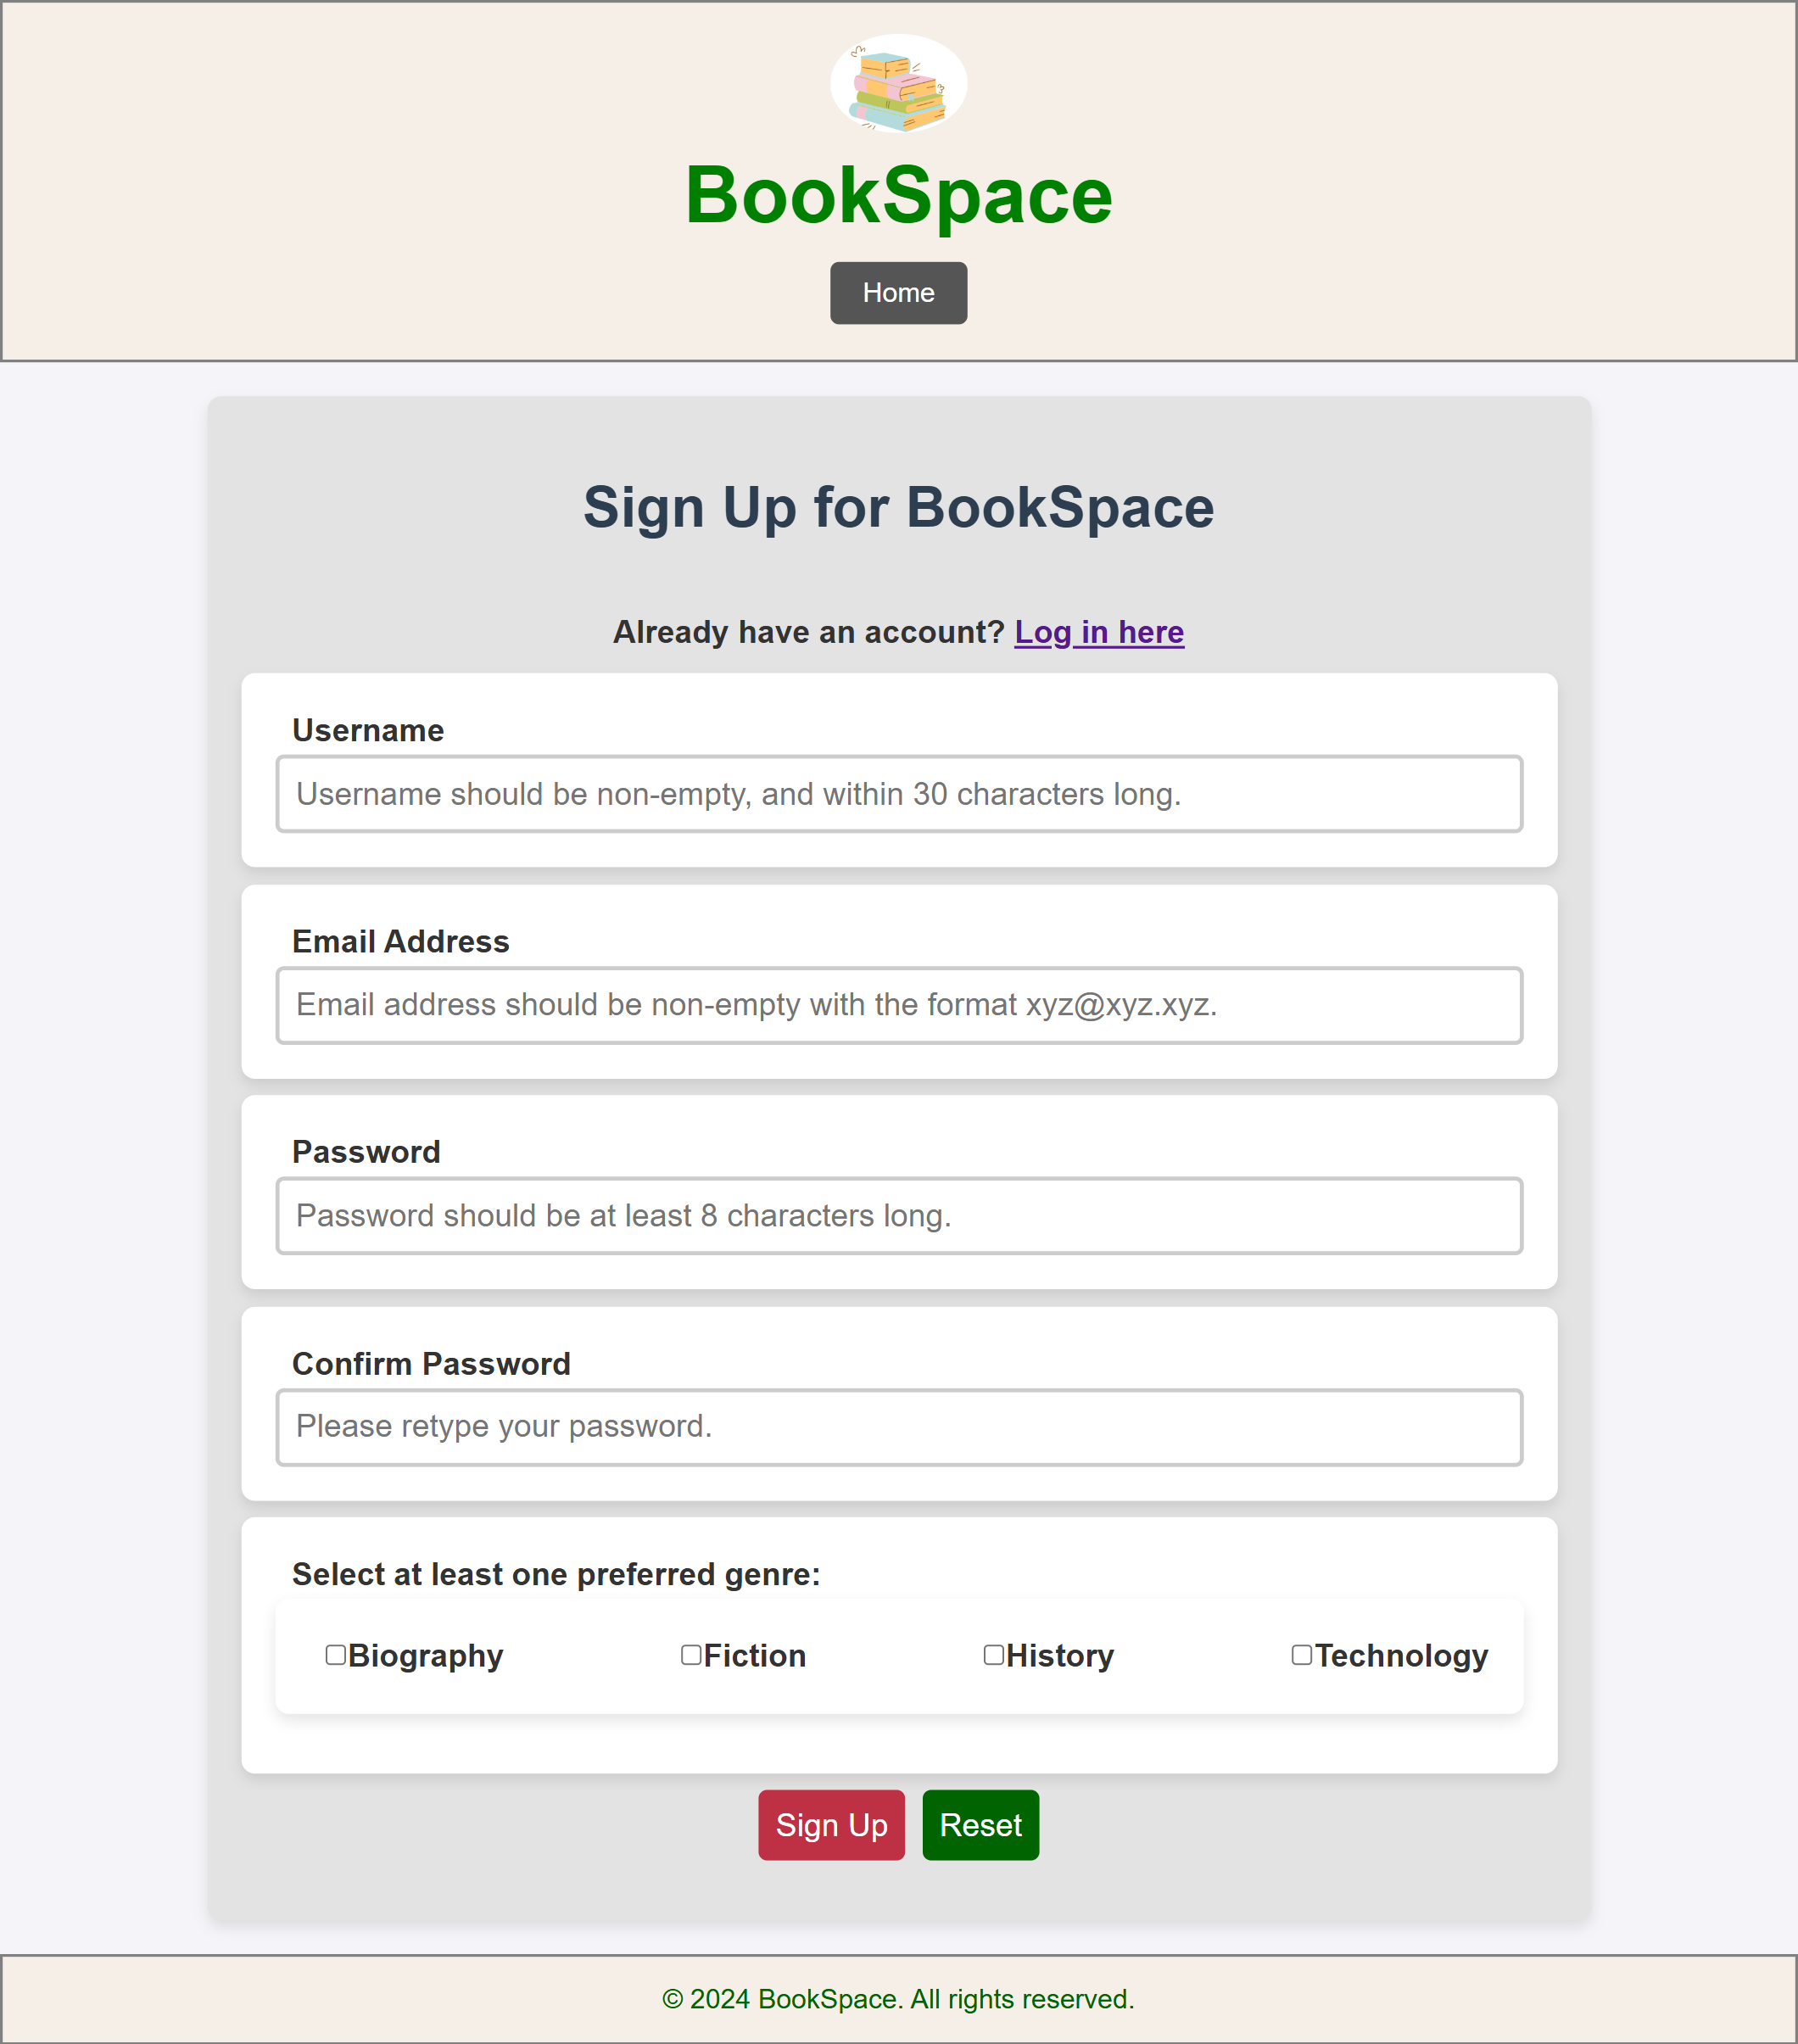 BookSpace
Home
Sign Up for BookSpace
Already have an account? Log in here
Username
Username should be non-empty, and within 30 characters long.
Email Address
Email address should be non-empty with the format xyz@xyz.xyz.
Password
Password should be at least 8 characters long.
Confirm Password
Please retype your password.
Select at least one preferred genre:
Biography Fiction History Technology
Sign Up Reset
© 2024 BookSpace. All rights reserved.